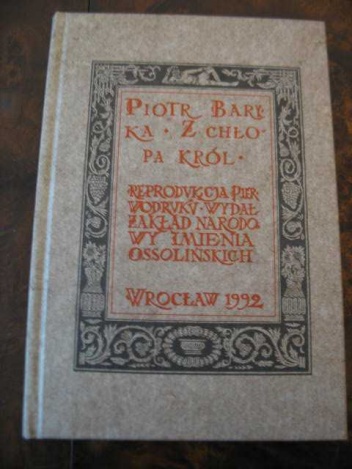 PIOTR BARY
KA · Z CHŁO-
PA KRÓL ·
REPRODUKCJA PIER
WODRUKU · WYDAŁ
ZAKŁAD NARODO
WY IMIENIA
OSSOLIŃSKICH
WROCŁAW 1992